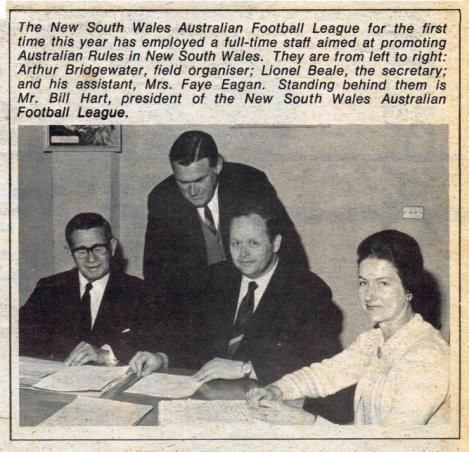 The New South Wales Australian Football League for the first
time this year has employed a full-time staff aimed at promoting
Australian Rules in New South Wales. They are from left to right:
Arthur Bridgewater, field organiser; Lionel Beale, the secretary;
and his assistant, Mrs. Faye Eagan. Standing behind them is
Mr. Bill Hart, president of the New South Wales Australian
Football League.